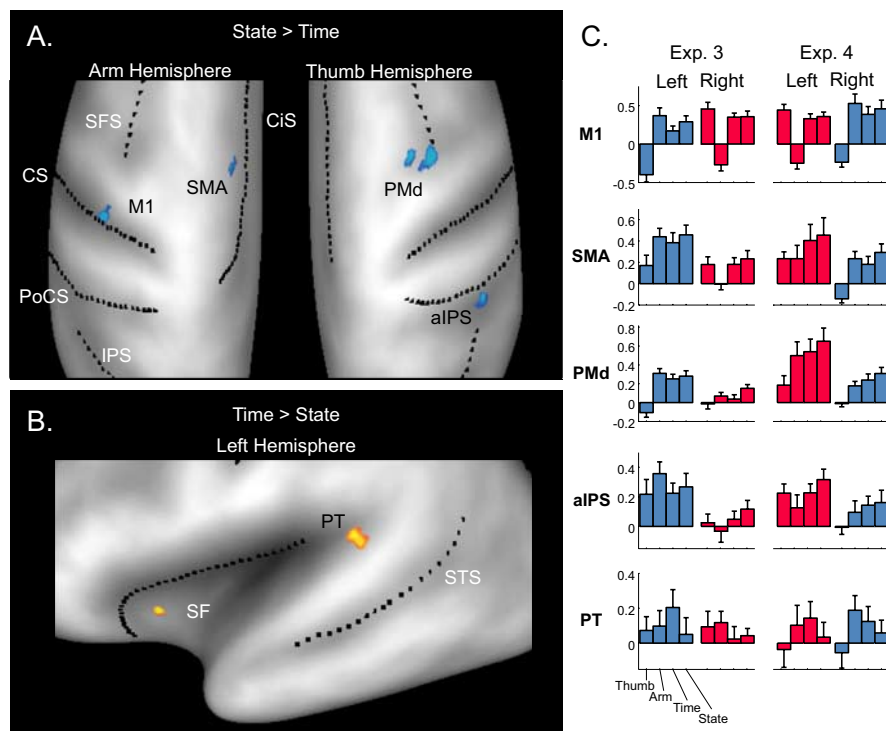 A.
State > Time
Arm Hemisphere
Thumb Hemisphere
SFS
CiS
CS
M1
SMA
PMd
PoCS
aIPS
IPS
B.
Time > State
Left Hemisphere
PT
SF
STS
C.
Exp. 3 Exp. 4
Left Right Left Right
M1
0.5
0
-0.5
SMA
0.6
0.4
0.2
0
-0.2
PMd
0.8
0.6
0.4
0.2
0
-0.2
aIPS
0.4
0.2
0
PT
0.4
0.2
0
Thumb
Arm
Time
State